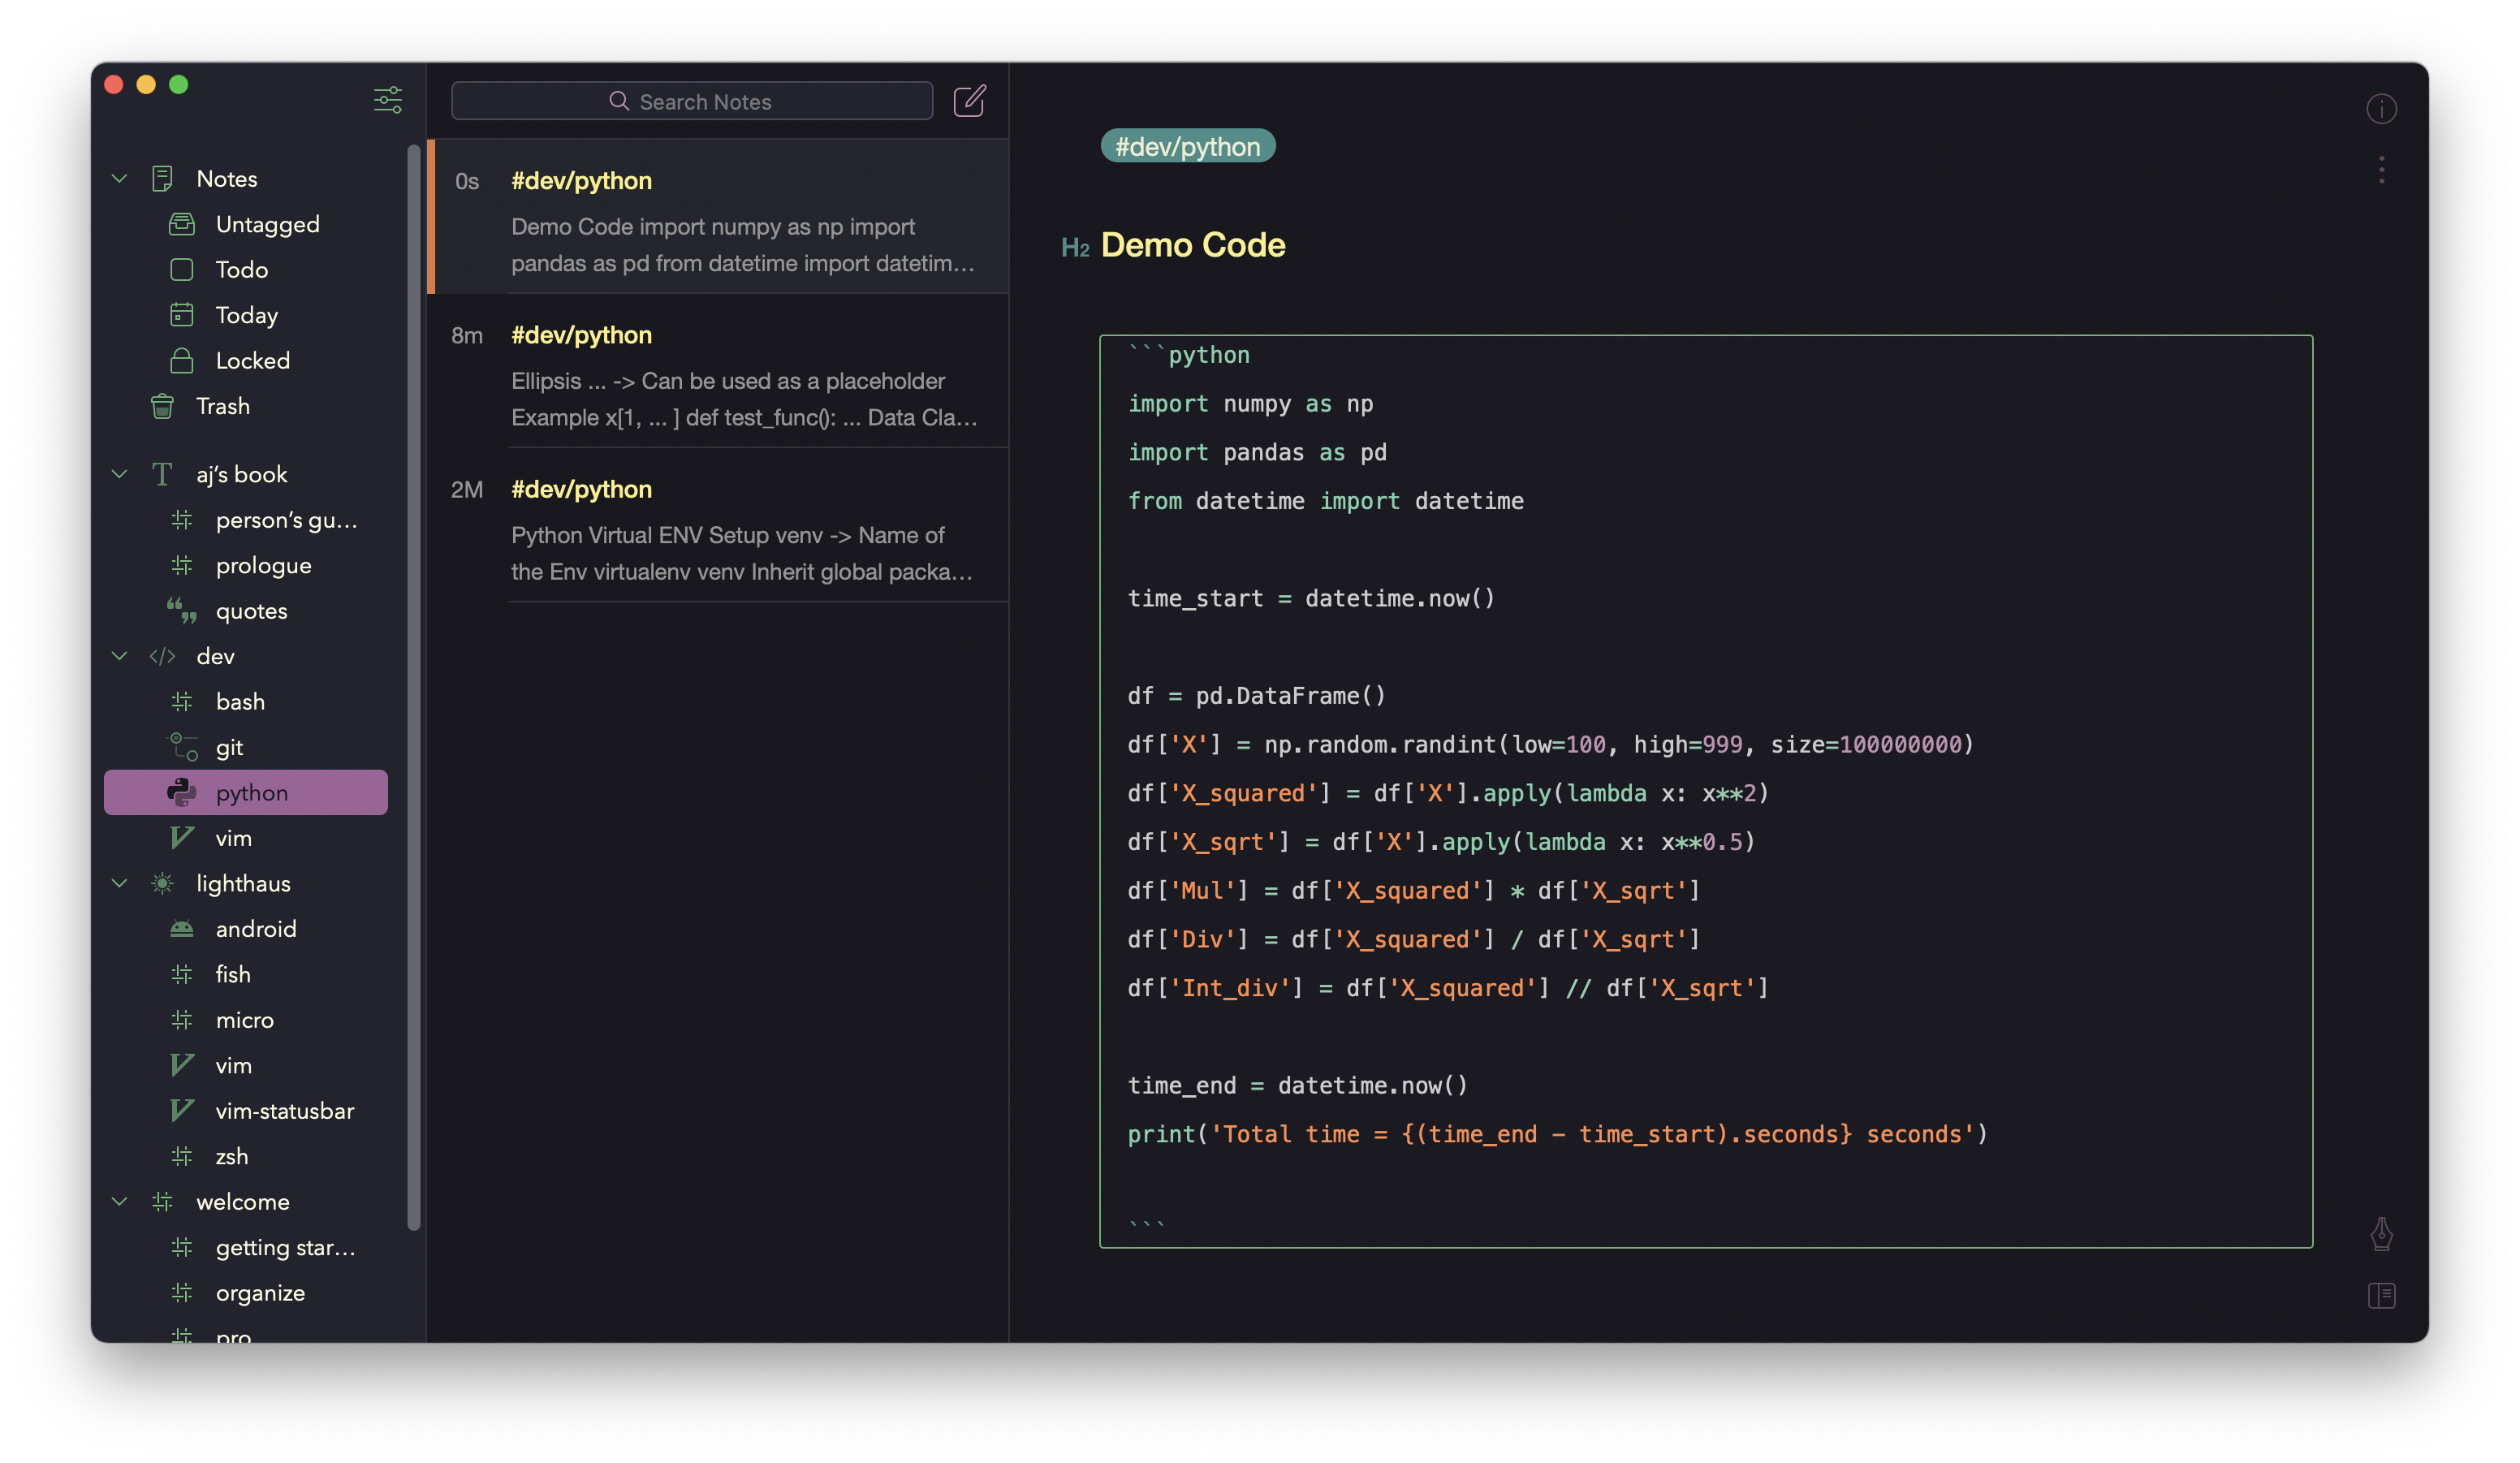 Notes
Untagged
Todo
Today
Locked
Trash
aj’s book
person’s gu...
prologue
quotes
dev
bash
git
python
vim
lighthaus
android
fish
micro
vim
vim-statusbar
zsh
welcome
getting star...
organize
pro
Search Notes
0s #dev/python
Demo Code import numpy as np import
pandas as pd from datetime import datetim...
8m #dev/python
Ellipsis ... -> Can be used as a placeholder
Example x[1, ... ] def test_func(): ... Data Cla...
2M #dev/python
Python Virtual ENV Setup venv -> Name of
the Env virtualenv venv Inherit global packa...
#dev/python
H2 Demo Code
```python
import numpy as np
import pandas as pd
from datetime import datetime
time_start = datetime.now()
df = pd.DataFrame()
df['X'] = np.random.randint(low=100, high=999, size=100000000)
df['X_squared'] = df['X'].apply(lambda x: x**2)
df['X_sqrt'] = df['X'].apply(lambda x: x**0.5)
df['Mul'] = df['X_squared'] * df['X_sqrt']
df['Div'] = df['X_squared'] / df['X_sqrt']
df['Int_div'] = df['X_squared'] // df['X_sqrt']
time_end = datetime.now()
print('Total time = {(time_end - time_start).seconds} seconds')
```